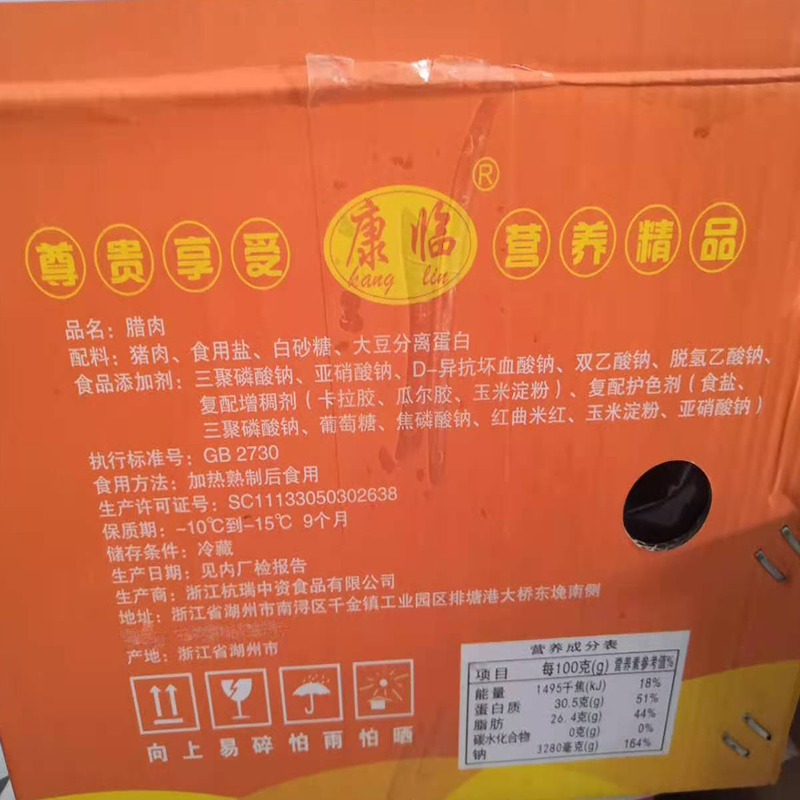 尊贵享受 康临 ® 营养精品
kang lin
品名：腊肉
配料：猪肉、食用盐、白砂糖、大豆分离蛋白
食品添加剂：三聚磷酸钠、亚硝酸钠、D-异抗坏血酸钠、双乙酸钠、脱氢乙酸钠、
复配增稠剂（卡拉胶、瓜尔胶、玉米淀粉）、复配护色剂（食盐、
三聚磷酸钠、葡萄糖、焦磷酸钠、红曲米红、玉米淀粉、亚硝酸钠）
执行标准号：GB 2730
食用方法：加热熟制后食用
生产许可证号：SC11133050302638
保质期：-10℃到-15℃ 9个月
储存条件：冷藏
生产日期：见内厂检报告
生产商：浙江杭瑞中资食品有限公司
地址：浙江省湖州市南浔区千金镇工业园区排塘港大桥东堍南侧
产地：浙江省湖州市
向上 易碎 怕雨 怕晒
营养成分表
项目 每100克(g) 营养素参考值%
能量 1495千焦(kJ) 18%
蛋白质 30.5克(g) 51%
脂肪 26.4克(g) 44%
碳水化合物 0克(g) 0%
钠 3280毫克(g) 164%